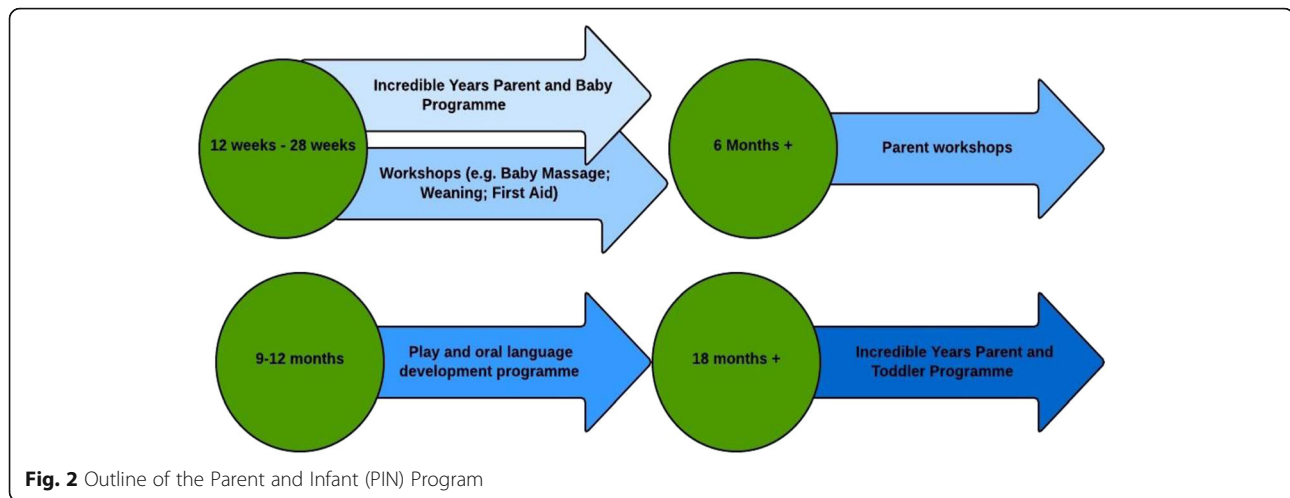 12 weeks - 28 weeks
Incredible Years Parent and Baby
Programme
Workshops (e.g. Baby Massage;
Weaning; First Aid)
6 Months +
Parent workshops
9-12 months
Play and oral language
development programme
18 months +
Incredible Years Parent and
Toddler Programme
Fig. 2 Outline of the Parent and Infant (PIN) Program